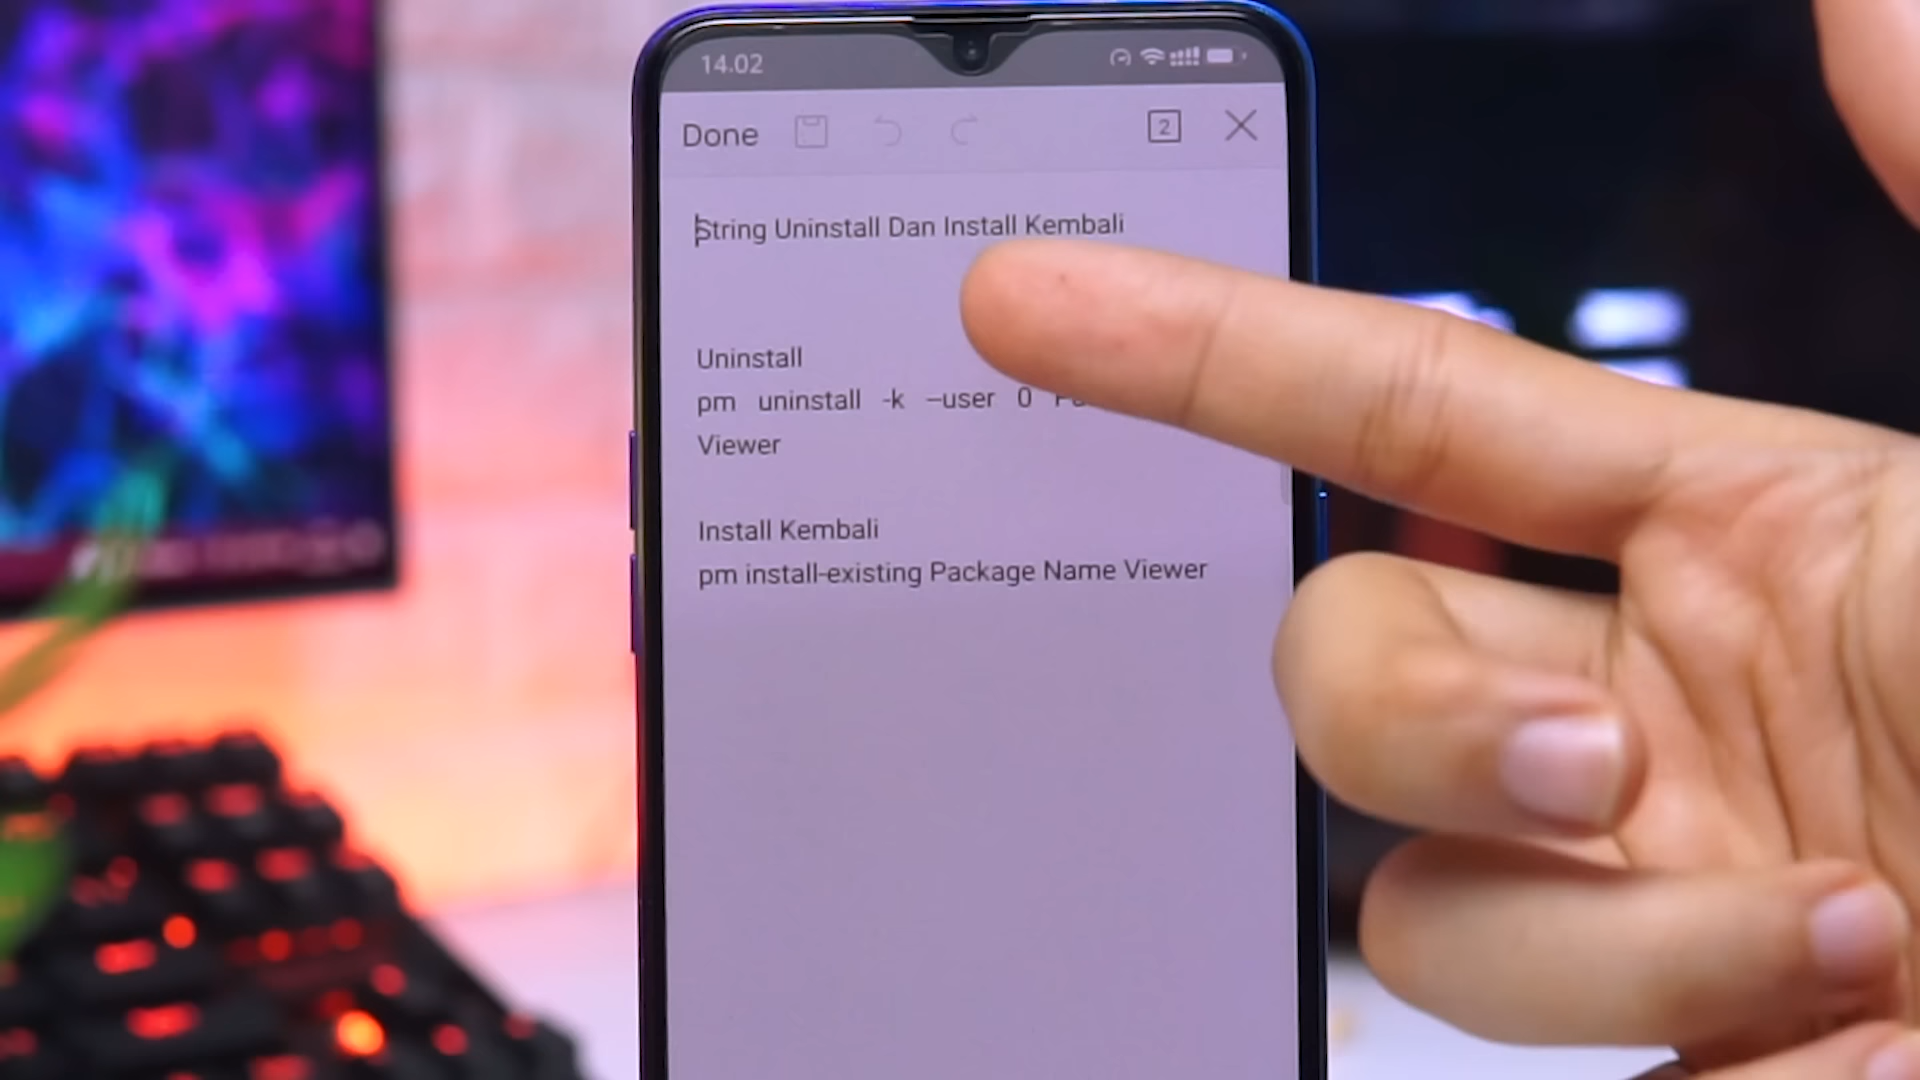 14.02
Done
2
String Uninstall Dan Install Kembali
Uninstall
pm uninstall -k –user 0
Viewer
Install Kembali
pm install-existing Package Name Viewer